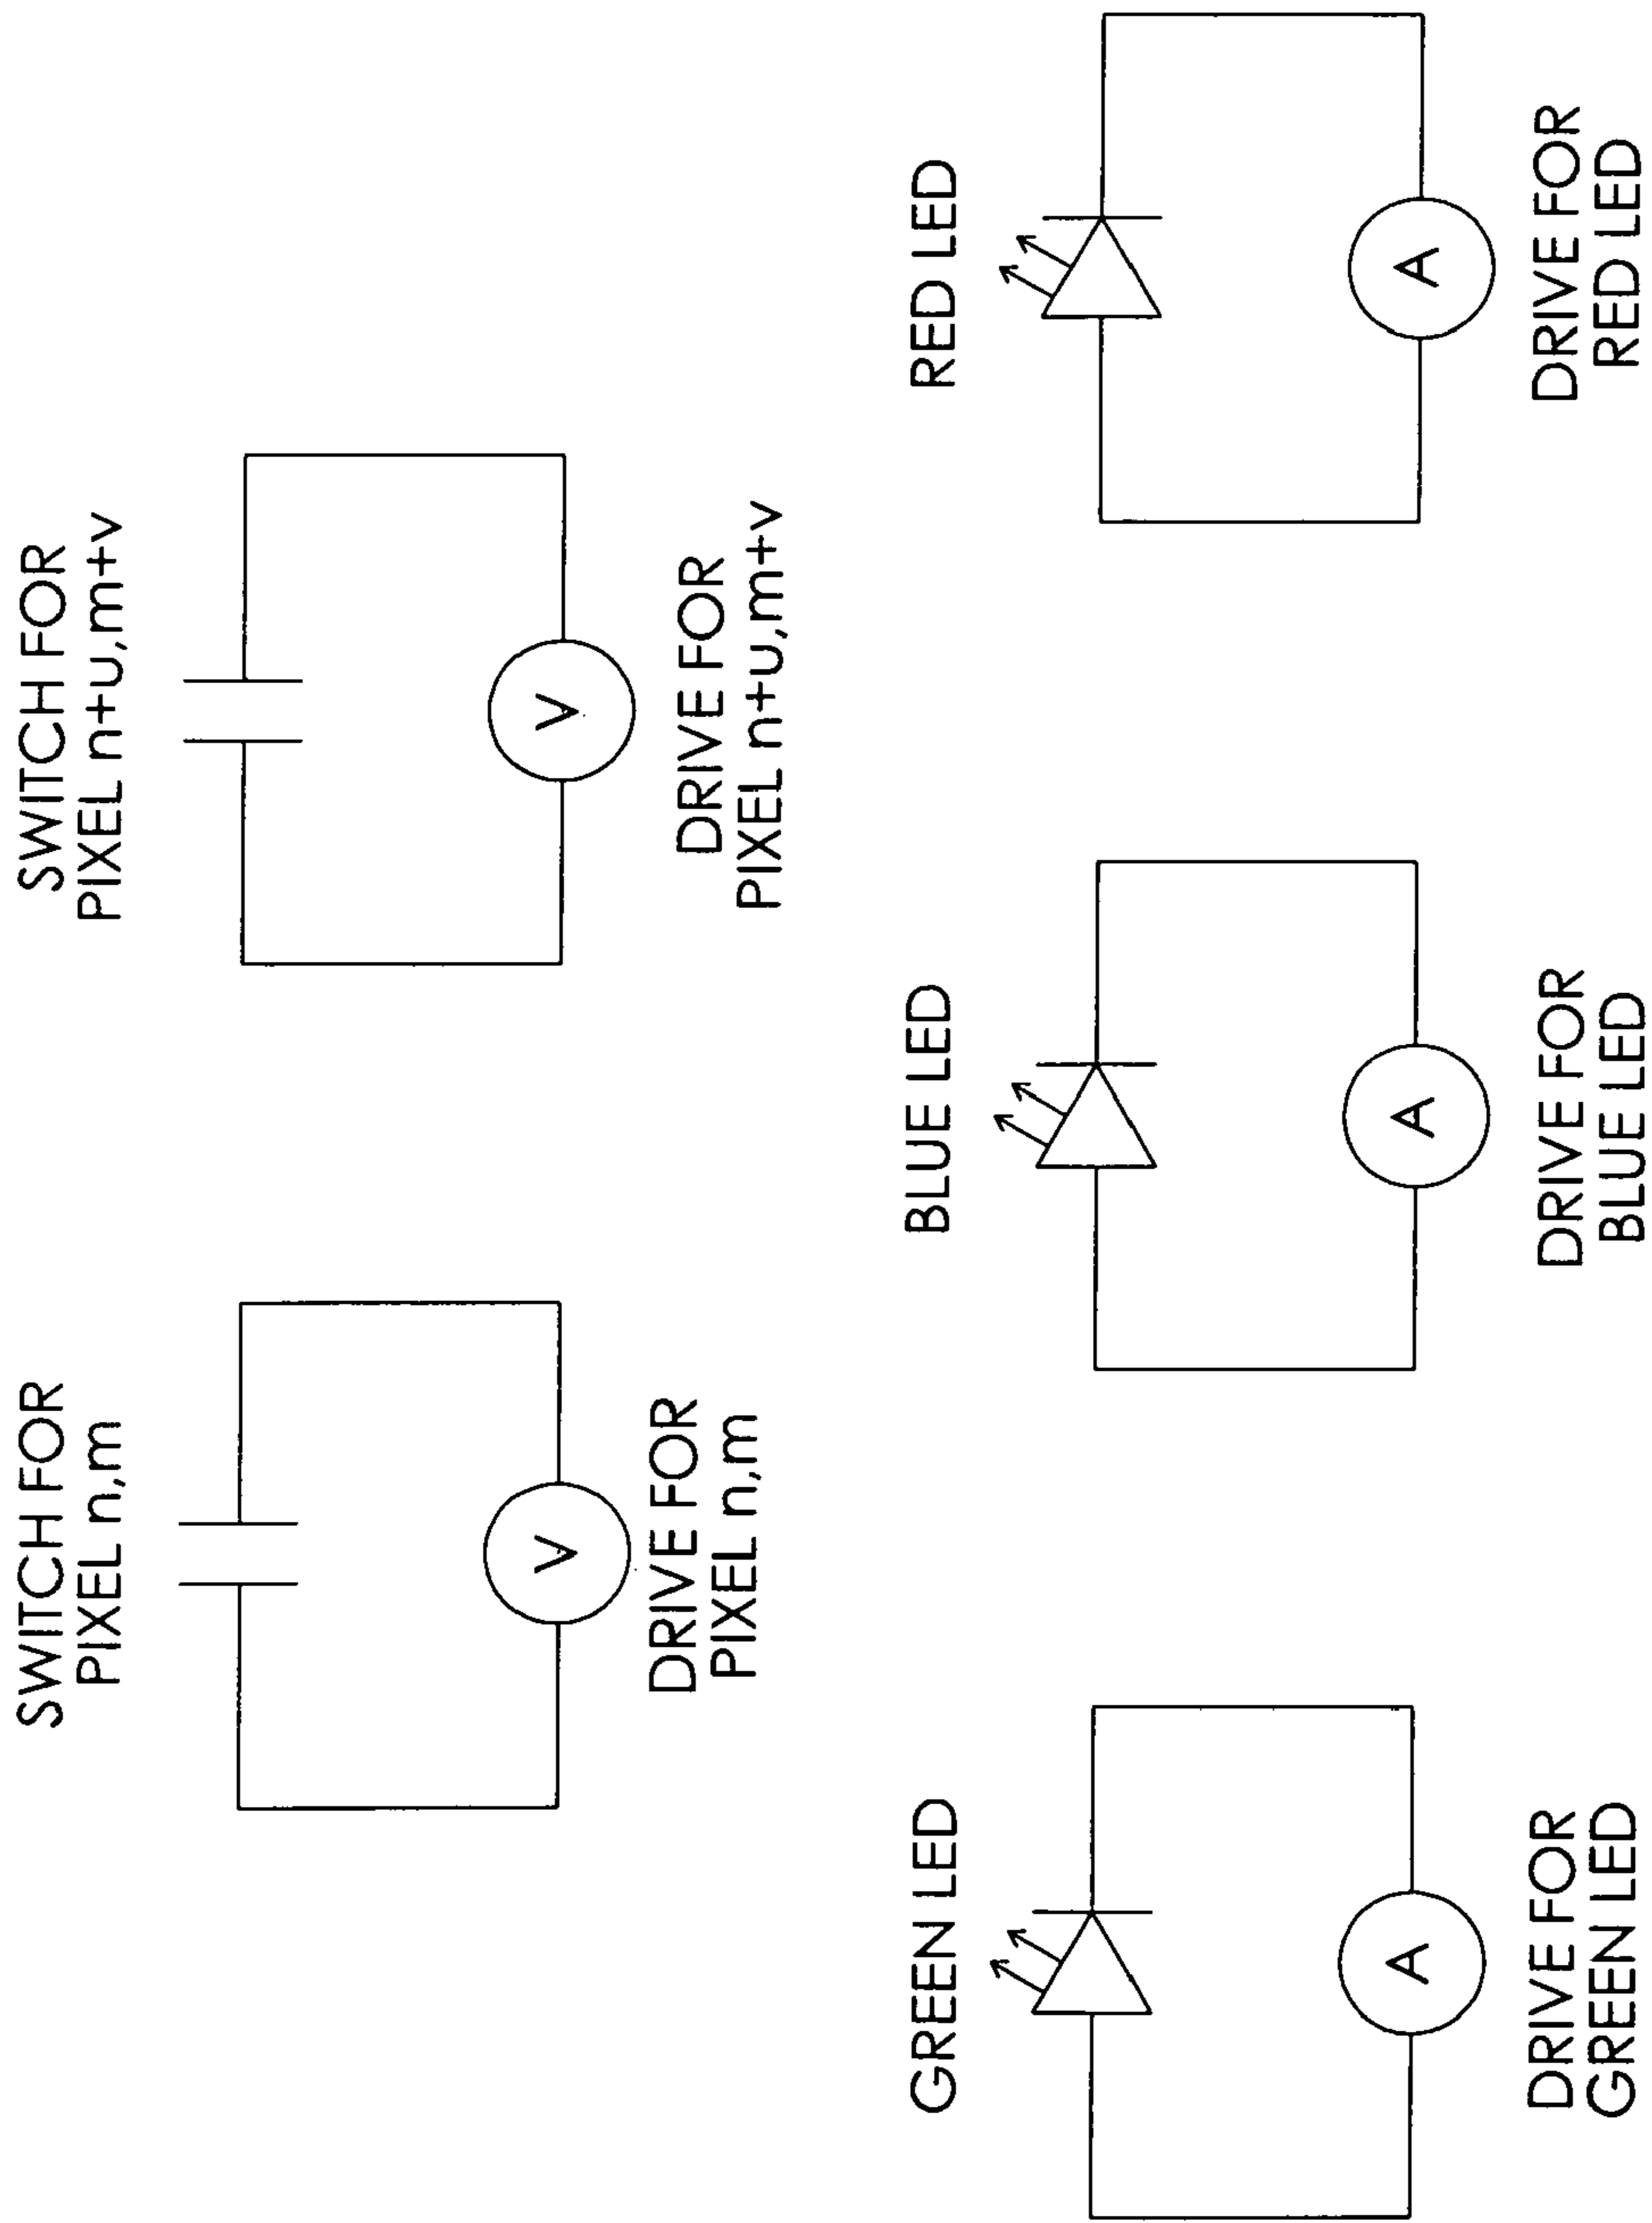 SWITCH FOR
PIXEL n,m
V
DRIVE FOR
PIXEL n,m
SWITCH FOR
PIXEL n+u,m+v
V
DRIVE FOR
PIXEL n+u,m+v
GREEN LED
A
DRIVE FOR
GREEN LED
BLUE LED
A
DRIVE FOR
BLUE LED
RED LED
A
DRIVE FOR
RED LED